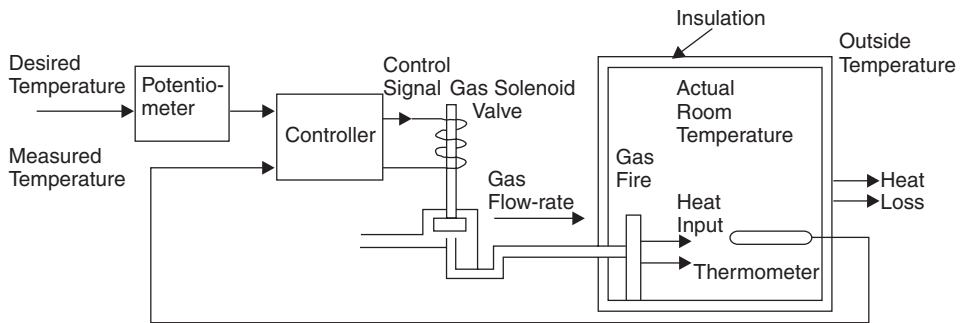 Insulation
Outside
Temperature
Desired
Temperature
Potentio-
meter
Control
Signal
Gas Solenoid
Valve
Actual
Room
Temperature
Controller
Measured
Temperature
Gas
Flow-rate
Gas
Fire
Heat
Input
Heat
Loss
Thermometer